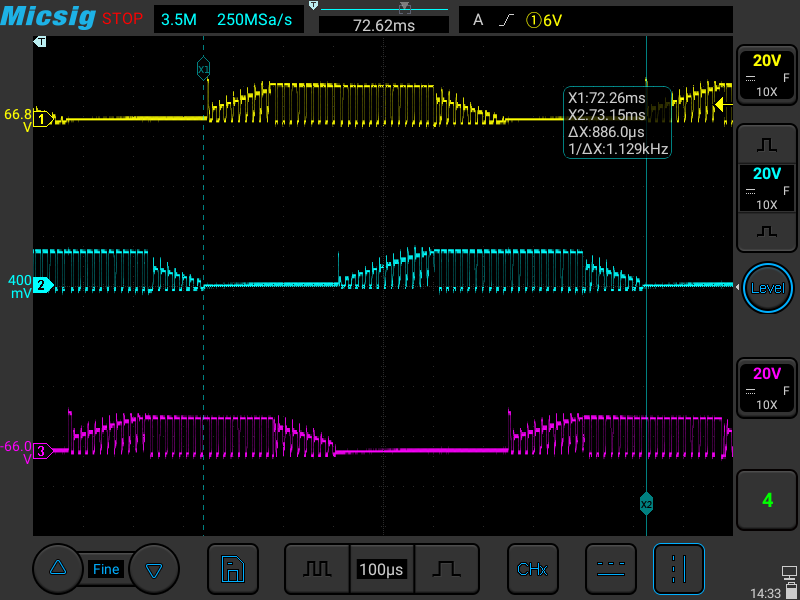 Micsig STOP 3.5M 250MSa/s T 72.62ms A ①6V
T
X1
20V
F
10X
66.8
V
1
X1:72.26ms
X2:73.15ms
ΔX:886.0µs
1/ΔX:1.129kHz
20V
F
10X
400
mV
2
Level
20V
F
10X
-66.0
V
3
X2
4
Fine
100µs
CHx
14:33